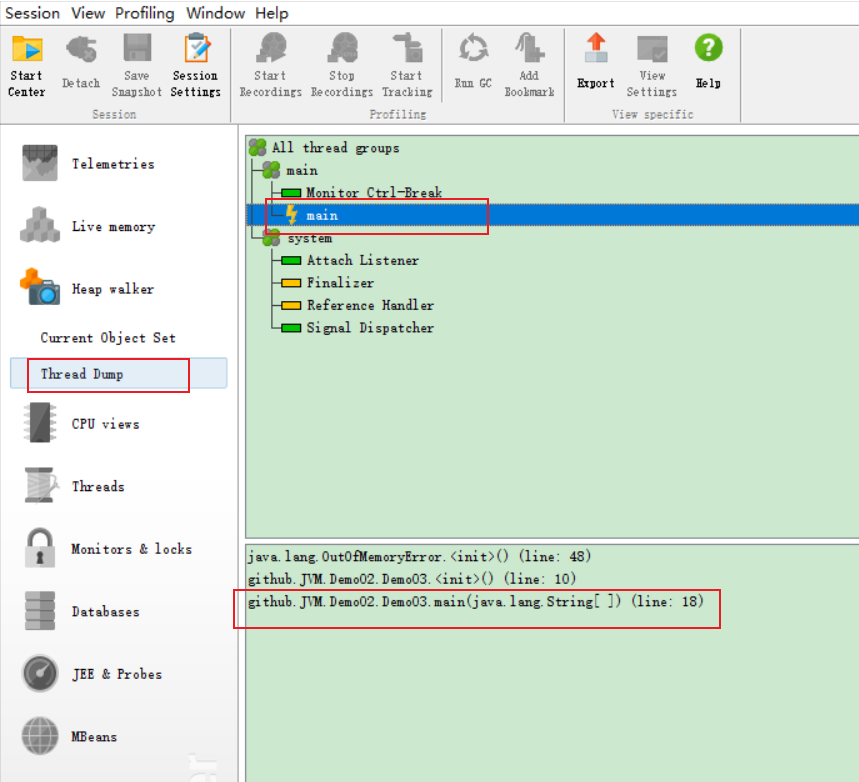 Session View Profiling Window Help
Start Center
Detach
Save Snapshot
Session Settings
Start Recordings
Stop Recordings
Start Tracking
Run GC
Add Bookmark
Export
View Settings
Help
Session
Profiling
View specific
Telemetries
Live memory
Heap walker
Current Object Set
Thread Dump
CPU views
Threads
Monitors & locks
Databases
JEE & Probes
MBeans
All thread groups
main
Monitor Ctrl-Break
main
system
Attach Listener
Finalizer
Reference Handler
Signal Dispatcher
java.lang.OutOfMemoryError.<init>() (line: 48)
github.JVM.Demo02.Demo03.<init>() (line: 10)
github.JVM.Demo02.Demo03.main(java.lang.String[ ]) (line: 18)